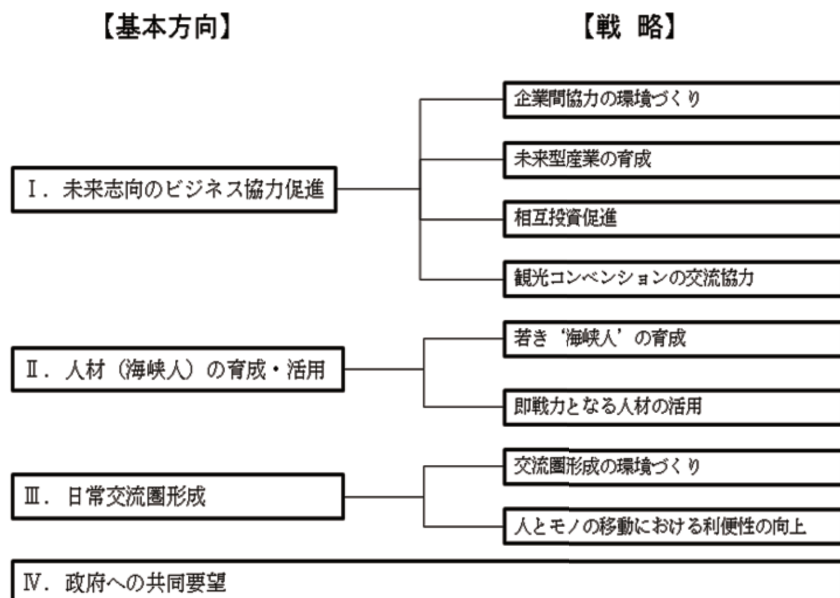 【基本方向】
【戦 略】
Ⅰ．未来志向のビジネス協力促進
企業間協力の環境づくり
未来型産業の育成
相互投資促進
観光コンベンションの交流協力
Ⅱ．人材（海峡人）の育成・活用
若き‘海峡人’の育成
即戦力となる人材の活用
Ⅲ．日常交流圏形成
交流圏形成の環境づくり
人とモノの移動における利便性の向上
Ⅳ．政府への共同要望